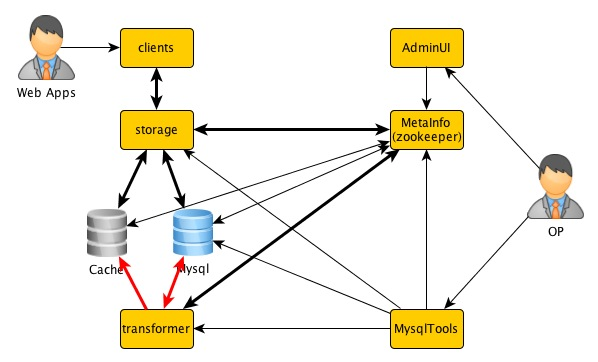 clients
AdminUI
Web Apps
storage
MetaInfo
(zookeeper)
OP
Cache
Mysql
transformer
MysqlTools